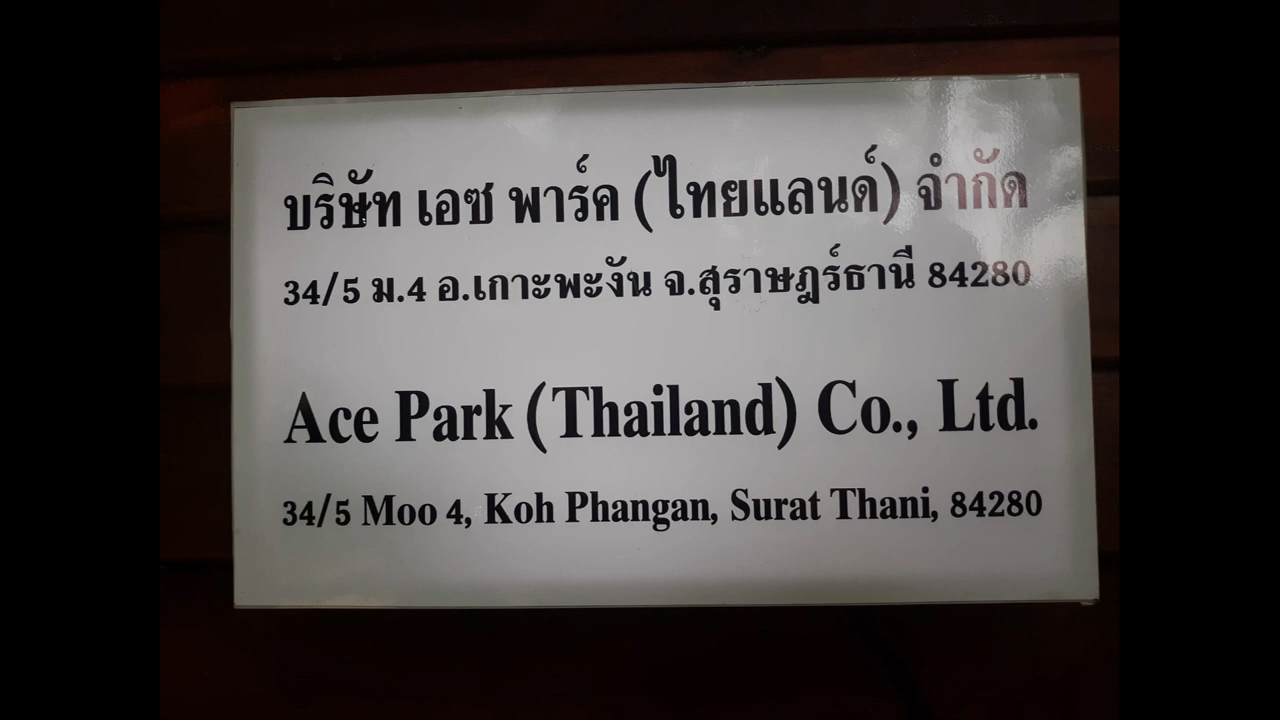 บริษัท เอซ พาร์ค (ไทยแลนด์) จำกัด
34/5 ม.4 อ.เกาะพะงัน จ.สุราษฎร์ธานี 84280
Ace Park (Thailand) Co., Ltd.
34/5 Moo 4, Koh Phangan, Surat Thani, 84280